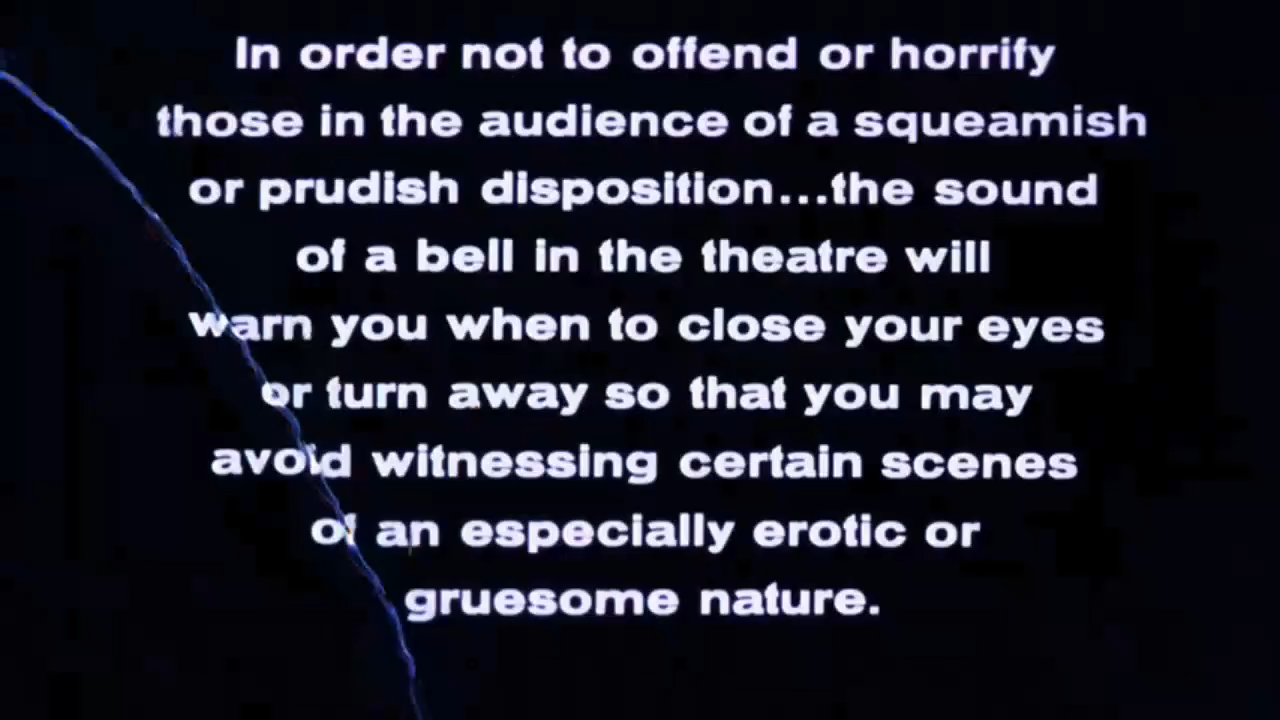 In order not to offend or horrify
those in the audience of a squeamish
or prudish disposition...the sound
of a bell in the theatre will
warn you when to close your eyes
or turn away so that you may
avoid witnessing certain scenes
of an especially erotic or
gruesome nature.